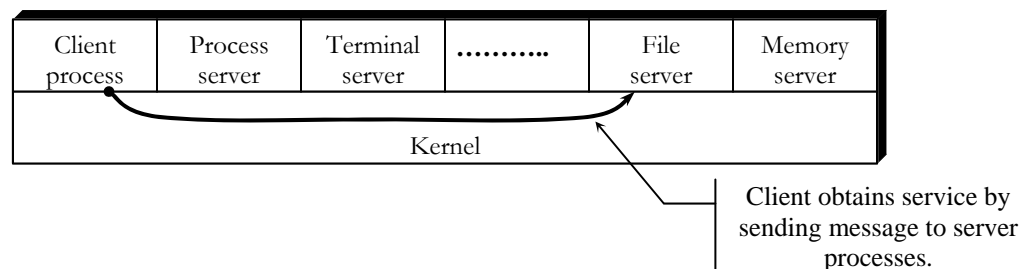 Client process
Process server
Terminal server
………..
File server
Memory server
Kernel
Client obtains service by
sending message to server
processes.